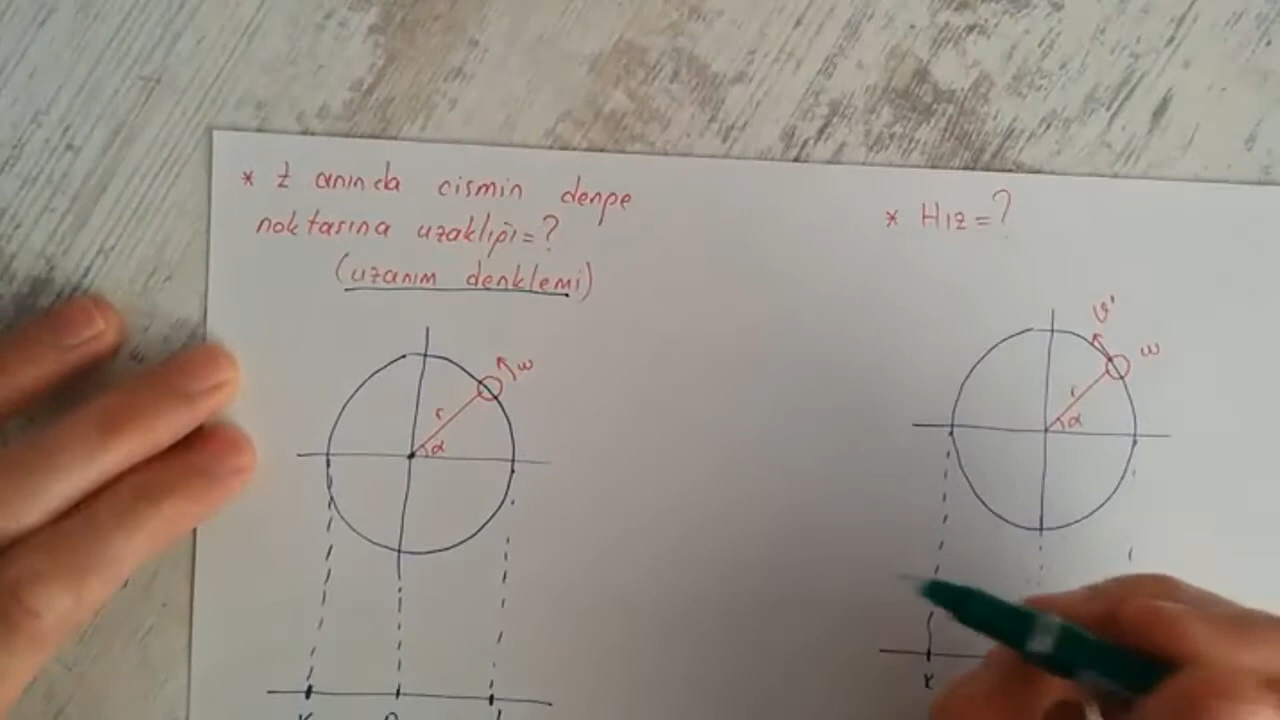 * t anında cismin denge
noktasına uzaklığı=?
(uzanım denklemi)
* Hız=?
ω
r
α
v'
ω
r
α
K